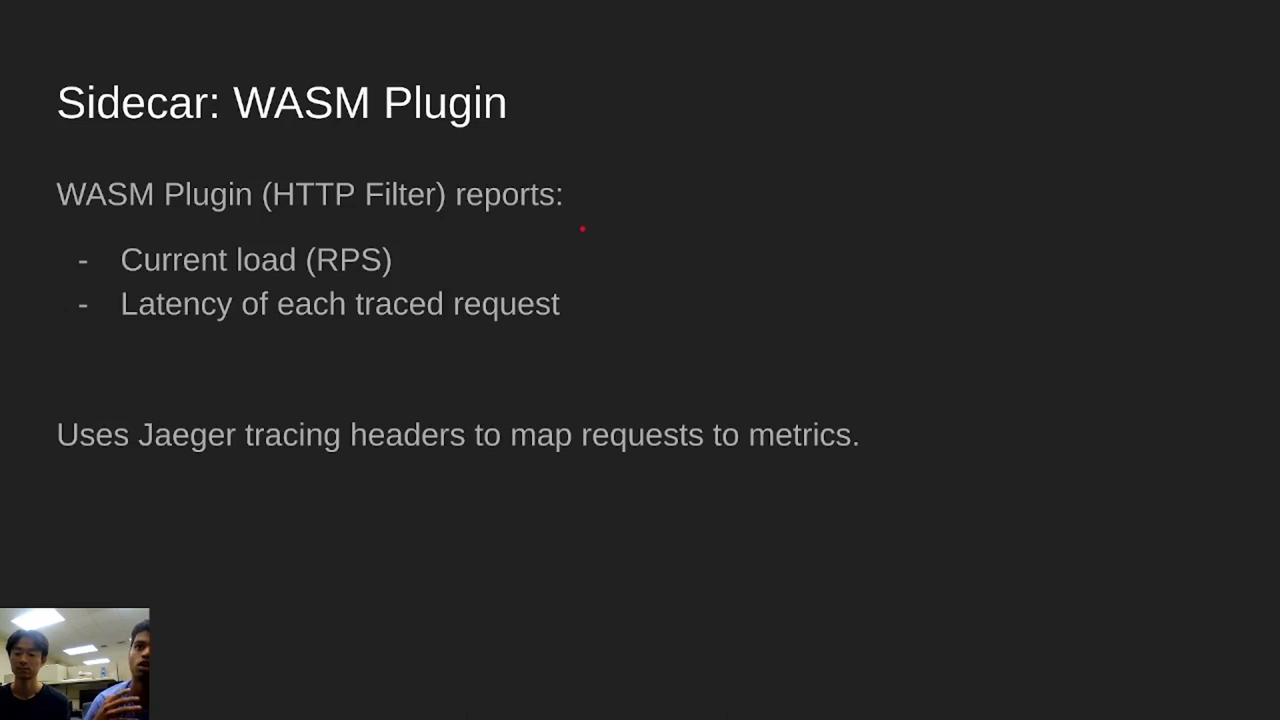 Sidecar: WASM Plugin
WASM Plugin (HTTP Filter) reports:
- Current load (RPS)
- Latency of each traced request
Uses Jaeger tracing headers to map requests to metrics.